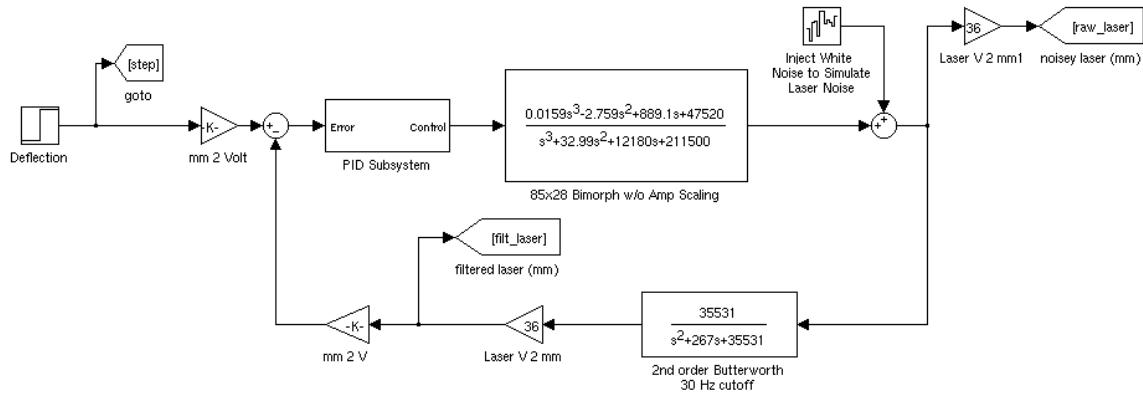 [step]
goto
Deflection
-K-
mm 2 Volt
+
-
Error
Control
PID Subsystem
0.0159s³-2.759s²+889.1s+47520
s³+32.99s²+12180s+211500
85x28 Bimorph w/o Amp Scaling
Inject White
Noise to Simulate
Laser Noise
+
+
36
Laser V 2 mm1
[raw_laser]
noisey laser (mm)
[filt_laser]
filtered laser (mm)
-K-
mm 2 V
36
Laser V 2 mm
35531
s²+267s+35531
2nd order Butterworth
30 Hz cutoff